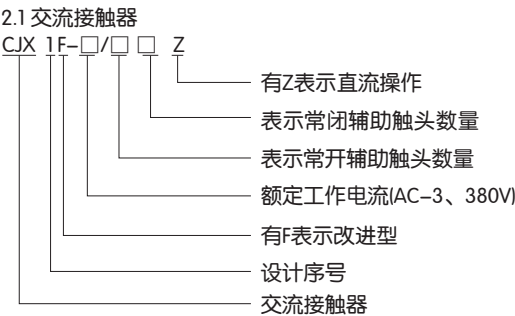 2.1 交流接触器
CJX 1F-□/□ □ Z
有Z表示直流操作
表示常闭辅助触头数量
表示常开辅助触头数量
额定工作电流(AC-3、380V)
有F表示改进型
设计序号
交流接触器